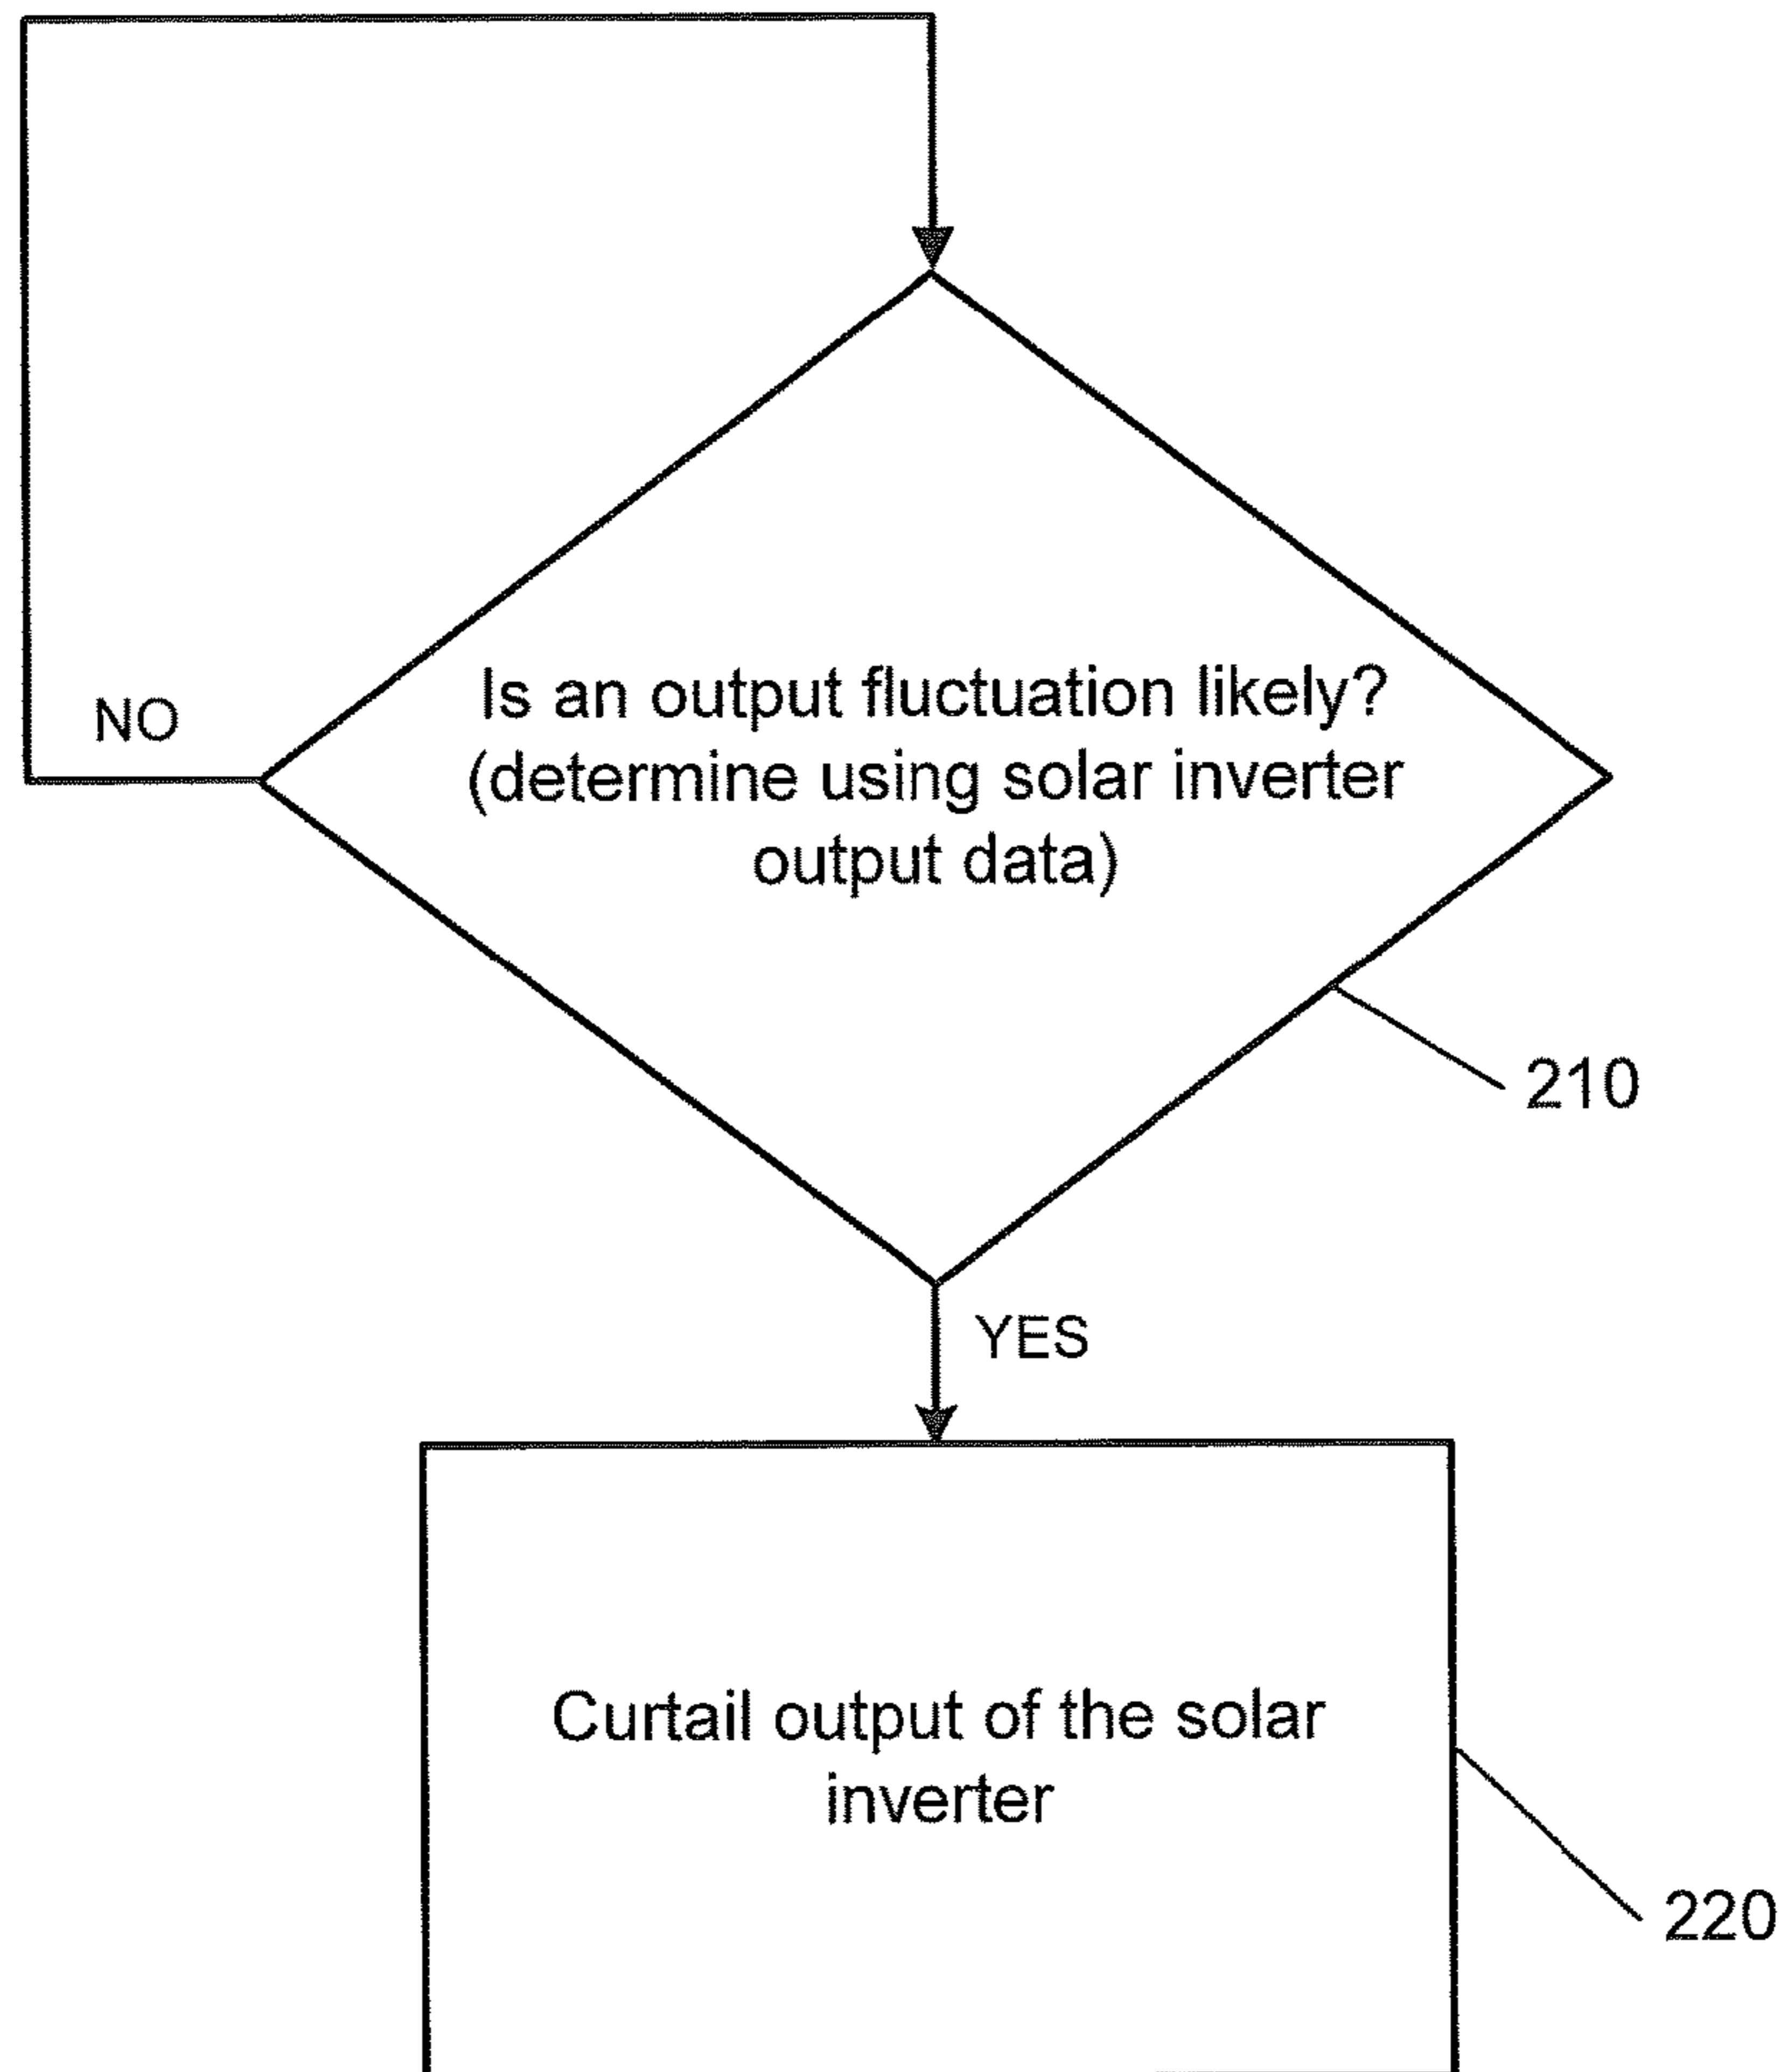 NO
Is an output fluctuation likely?
(determine using solar inverter
output data)
210
YES
Curtail output of the solar
inverter
220